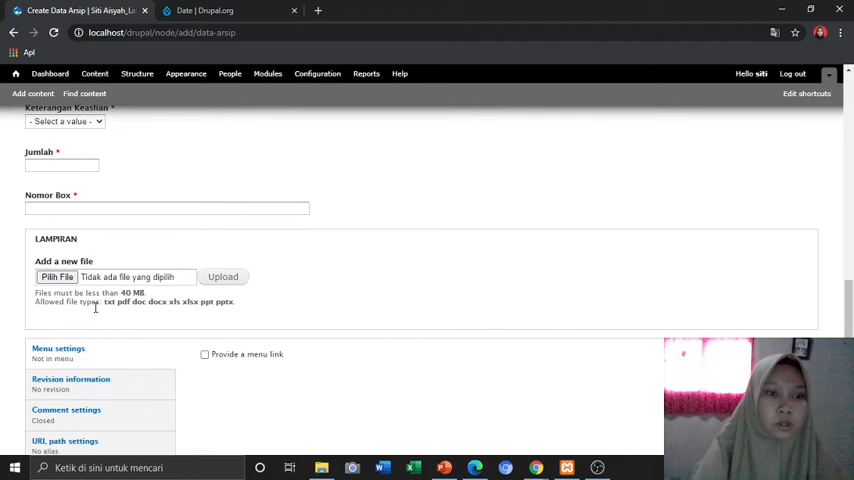 Create Data Arsip | Siti Aisyah_La
Date | Drupal.org
localhost/drupal/node/add/data-arsip
Apl
Dashboard Content Structure Appearance People Modules Configuration Reports Help
Hello siti Log out
Add content Find content
Edit shortcuts
Keterangan Keaslian *
- Select a value -
Jumlah *
Nomor Box *
LAMPIRAN
Add a new file
Pilih File Tidak ada file yang dipilih Upload
Files must be less than 40 MB.
Allowed file types: txt pdf doc docx xls xlsx ppt pptx.
Menu settings
Not in menu
Provide a menu link
Revision information
No revision
Comment settings
Closed
URL path settings
No alias
Ketik di sini untuk mencari